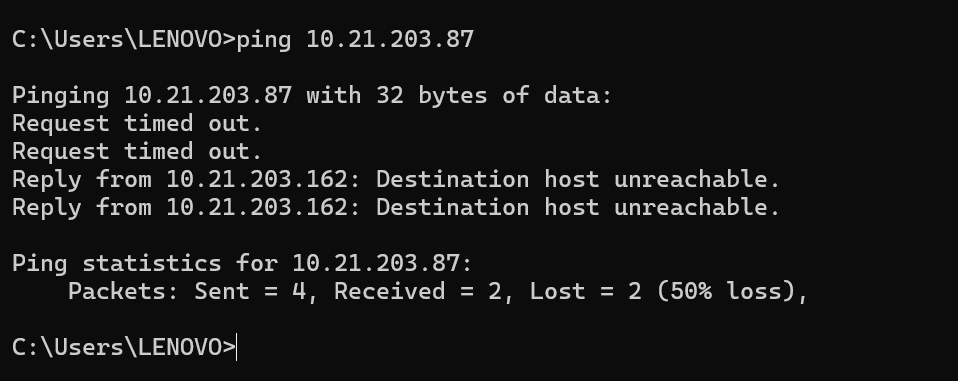 C:\Users\LENOVO>ping 10.21.203.87
Pinging 10.21.203.87 with 32 bytes of data:
Request timed out.
Request timed out.
Reply from 10.21.203.162: Destination host unreachable.
Reply from 10.21.203.162: Destination host unreachable.
Ping statistics for 10.21.203.87:
    Packets: Sent = 4, Received = 2, Lost = 2 (50% loss),
C:\Users\LENOVO>